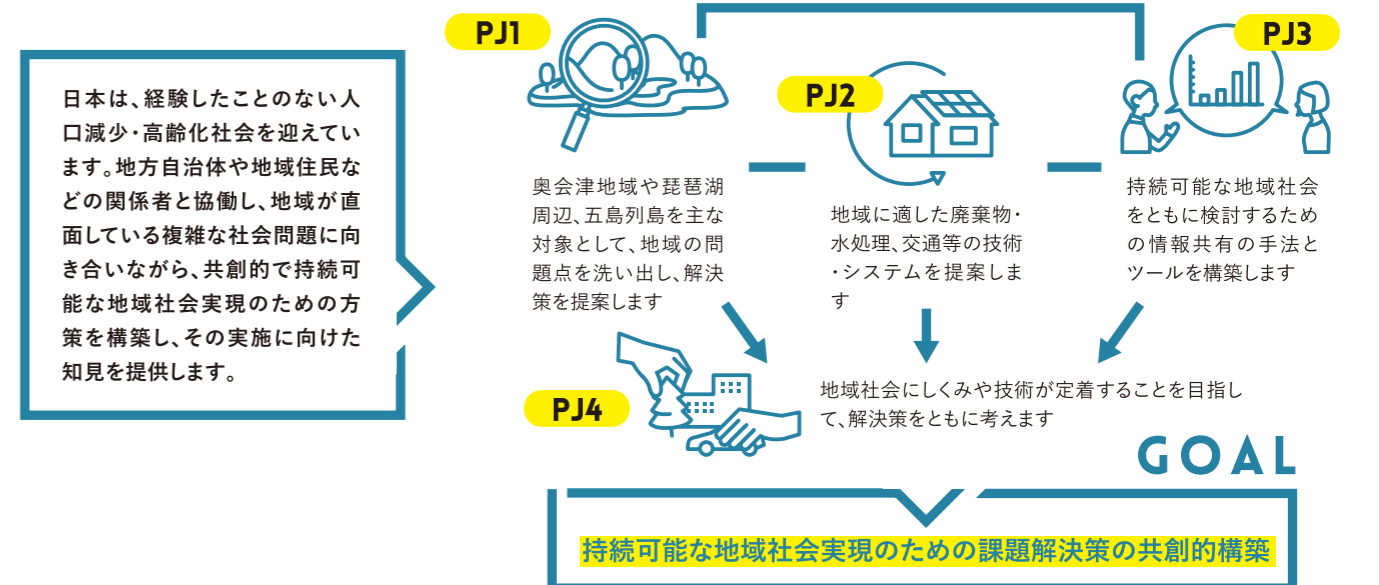 日本は、経験したことのない人
口減少・高齢化社会を迎えてい
ます。地方自治体や地域住民な
どの関係者と協働し、地域が直
面している複雑な社会問題に向
き合いながら、共創的で持続可
能な地域社会実現のための方
策を構築し、その実施に向けた
知見を提供します。
PJ1
奥会津地域や琵琶湖
周辺、五島列島を主な
対象として、地域の問
題点を洗い出し、解決
策を提案します
PJ2
地域に適した廃棄物・
水処理、交通等の技術
・システムを提案しま
す
PJ3
持続可能な地域社会
をともに検討するため
の情報共有の手法と
ツールを構築します
PJ4
地域社会にしくみや技術が定着することを目指し
て、解決策をともに考えます
GOAL
持続可能な地域社会実現のための課題解決策の共創的構築